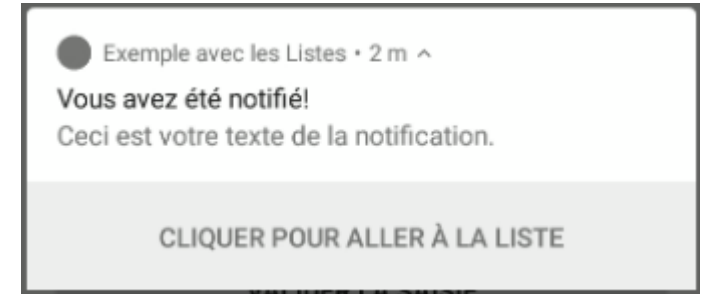 Exemple avec les Listes • 2 m
Vous avez été notifié!
Ceci est votre texte de la notification.
CLIQUER POUR ALLER À LA LISTE